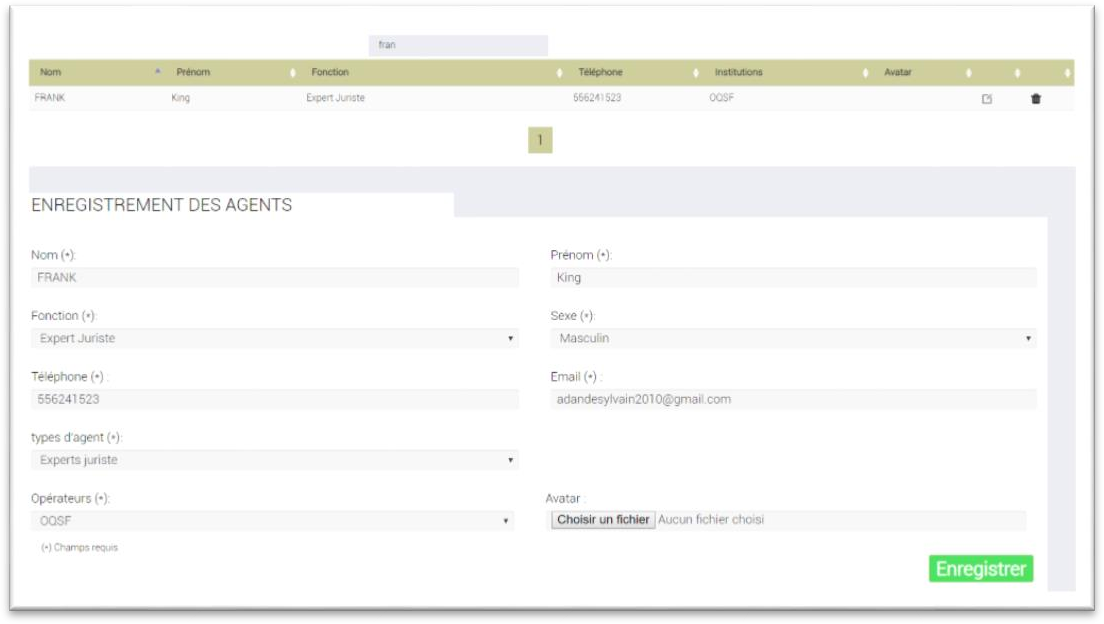 fran
Nom Prénom Fonction Téléphone Institutions Avatar
FRANK King Expert Juriste 556241523 OQSF
1
ENREGISTREMENT DES AGENTS
Nom (*): Prénom (*):
FRANK King
Fonction (*): Sexe (*):
Expert Juriste Masculin
Téléphone (*) : Email (*) :
556241523 adandesylvain2010@gmail.com
types d'agent (*):
Experts juriste
Opérateurs (*): Avatar :
OQSF Choisir un fichier Aucun fichier choisi
(*) Champs requis
Enregistrer